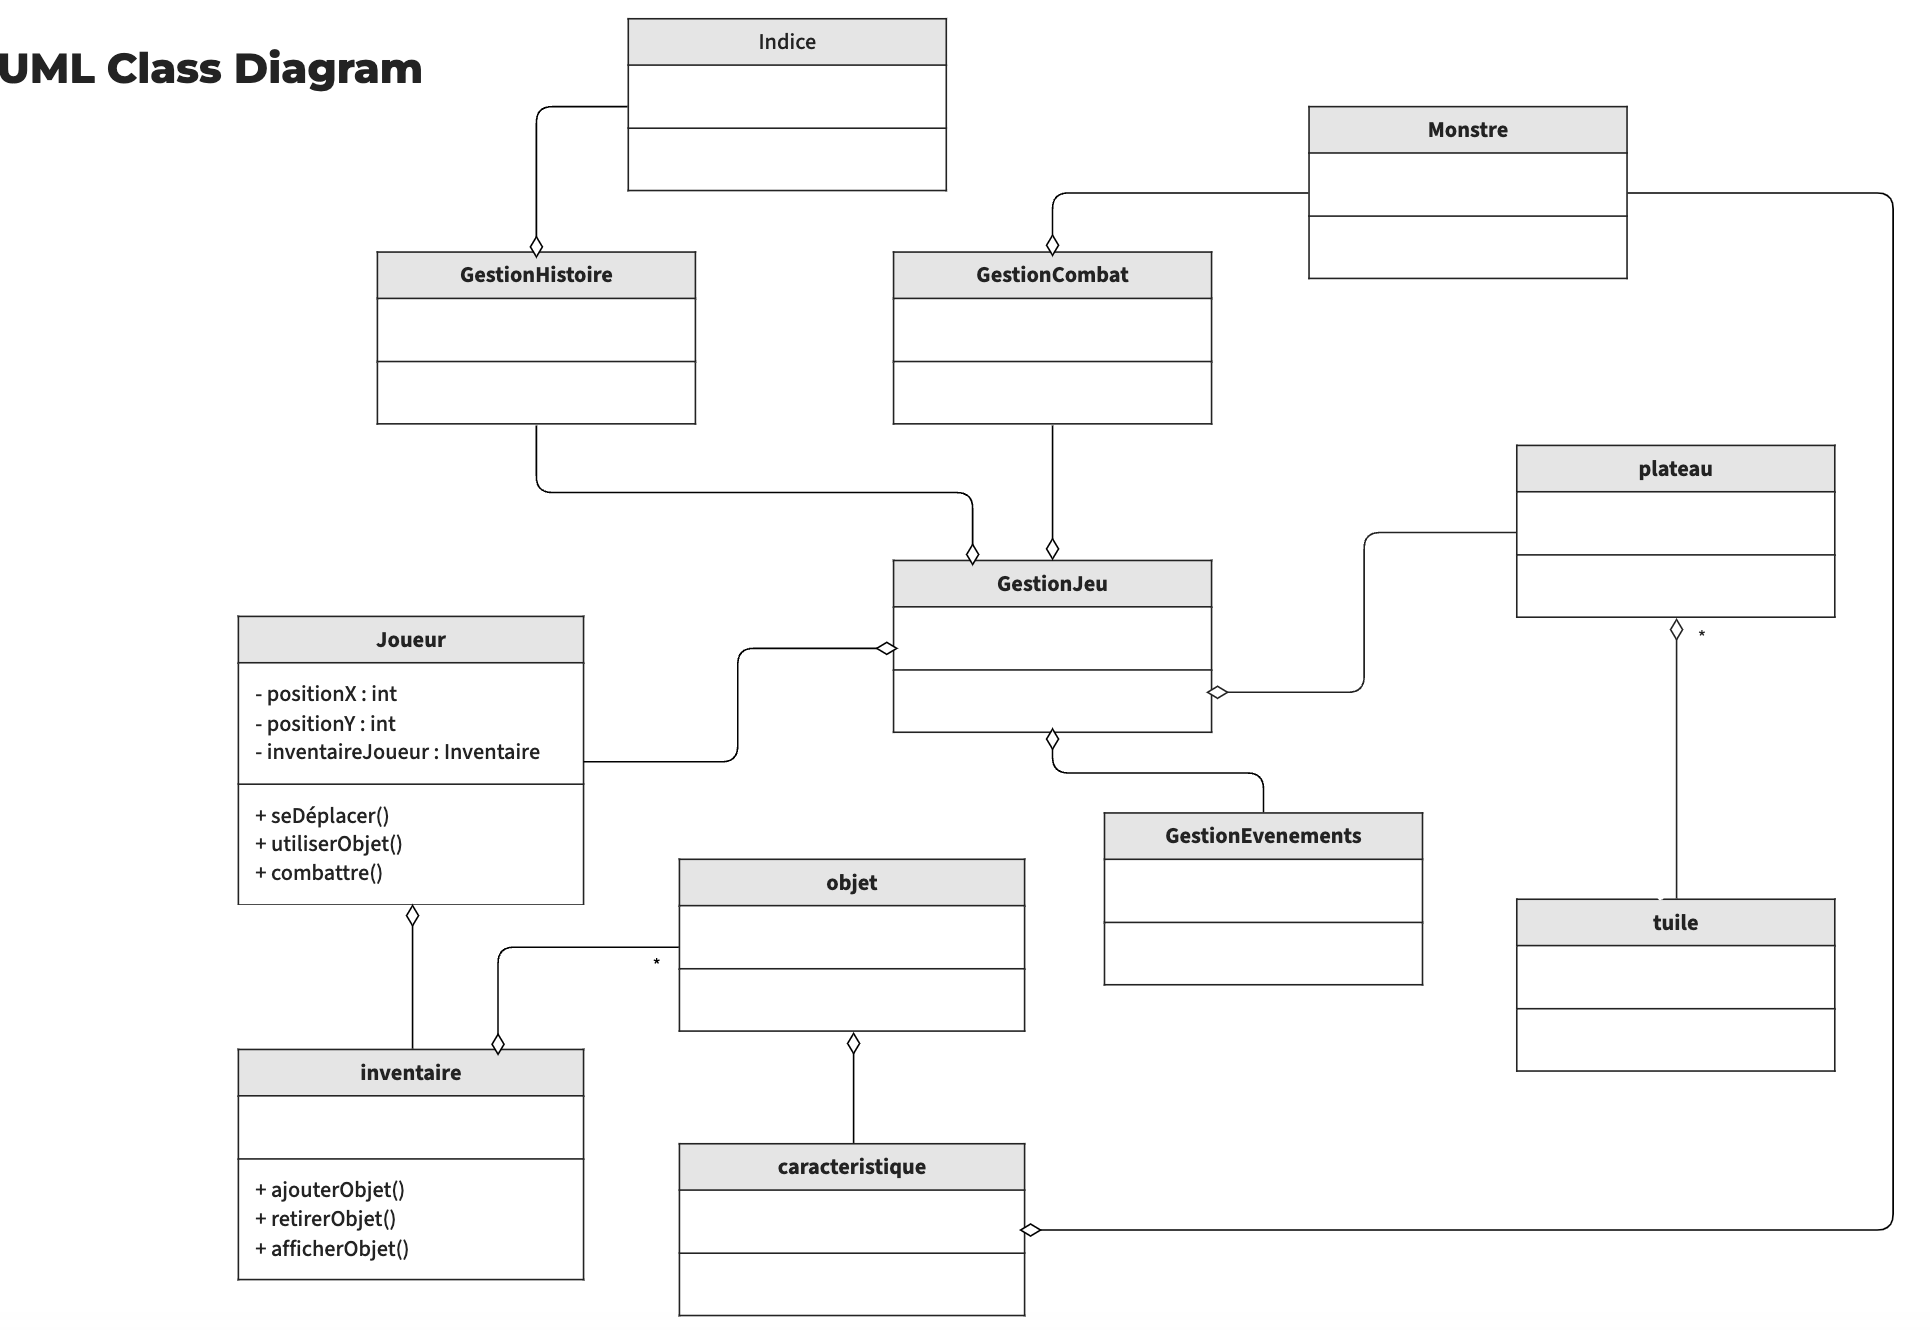 UML Class Diagram
Indice
Monstre
GestionHistoire
GestionCombat
plateau
GestionJeu
*
Joueur
- positionX : int
- positionY : int
- inventaireJoueur : Inventaire
+ seDéplacer()
+ utiliserObjet()
+ combattre()
GestionEvenements
objet
*
tuile
inventaire
+ ajouterObjet()
+ retirerObjet()
+ afficherObjet()
caracteristique